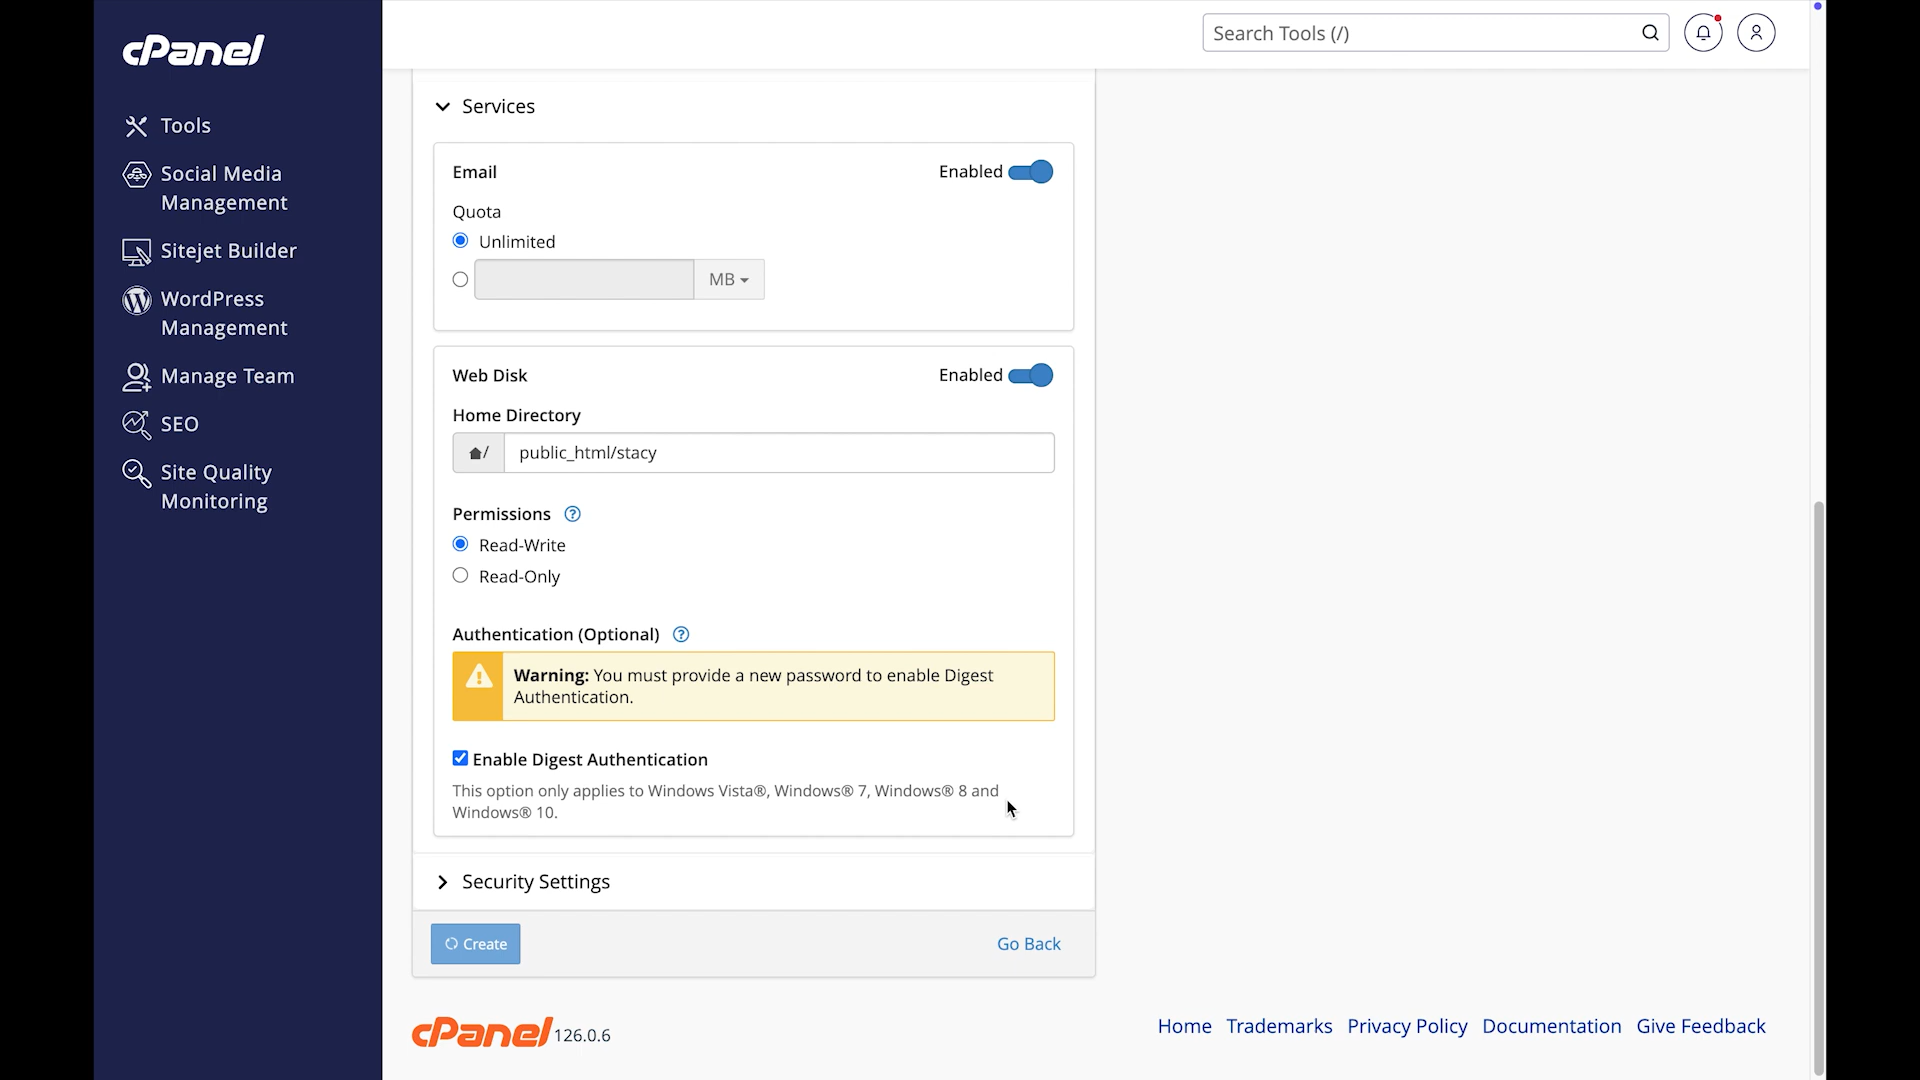 cPanel
Search Tools (/)
Tools
Social Media
Management
Sitejet Builder
WordPress
Management
Manage Team
SEO
Site Quality
Monitoring
Services
Email
Enabled
Quota
Unlimited
MB
Web Disk
Enabled
Home Directory
/ public_html/stacy
Permissions ?
Read-Write
Read-Only
Authentication (Optional) ?
Warning: You must provide a new password to enable Digest
Authentication.
Enable Digest Authentication
This option only applies to Windows Vista®, Windows® 7, Windows® 8 and
Windows® 10.
Security Settings
Create
Go Back
cPanel 126.0.6
Home Trademarks Privacy Policy Documentation Give Feedback